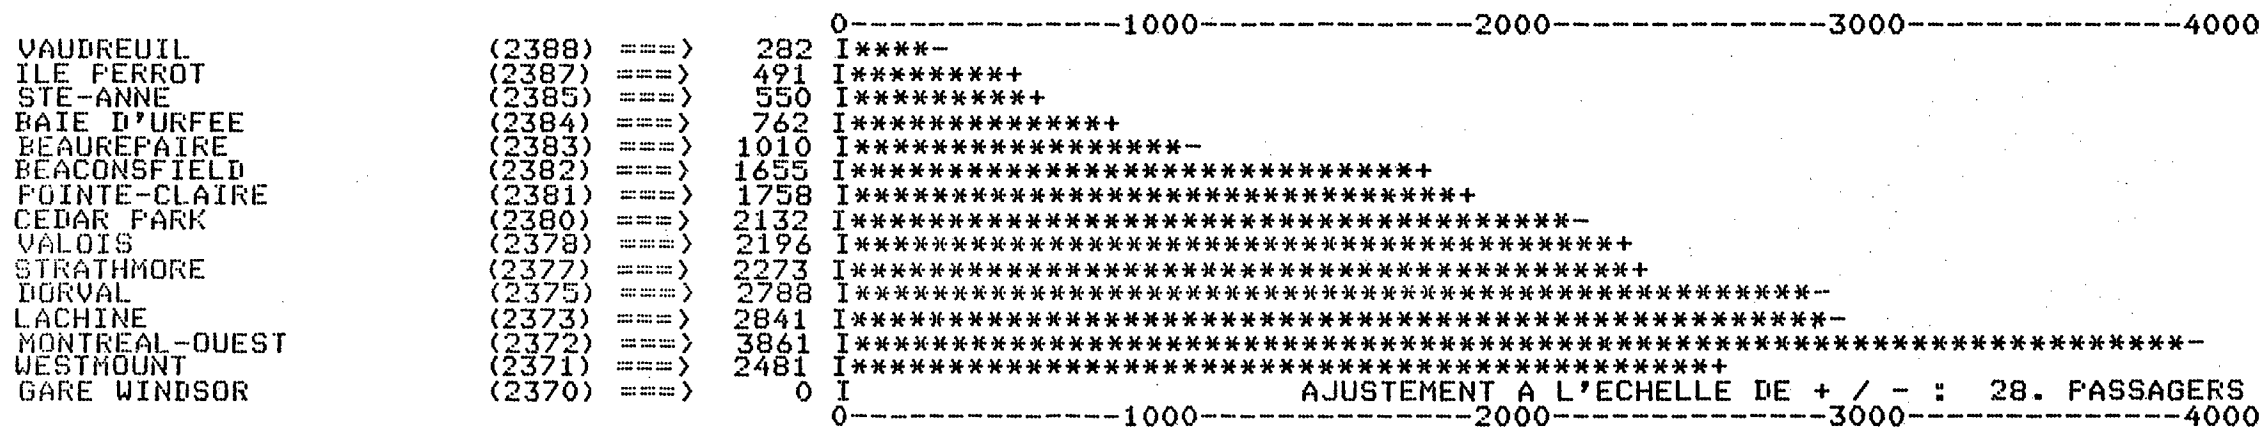 0--------------1000--------------2000--------------3000--------------4000
VAUDREUIL (2388) ===> 282 I****-
ILE PERROT (2387) ===> 491 I********+
STE-ANNE (2385) ===> 550 I*********+
BAIE D'URFEE (2384) ===> 762 I*************+
BEAUREPAIRE (2383) ===> 1010 I*****************-
BEACONSFIELD (2382) ===> 1655 I*****************************+
POINTE-CLAIRE (2381) ===> 1758 I*******************************+
CEDAR PARK (2380) ===> 2132 I*************************************-
VALOIS (2378) ===> 2196 I***************************************+
STRATHMORE (2377) ===> 2273 I****************************************+
DORVAL (2375) ===> 2788 I*************************************************-
LACHINE (2373) ===> 2841 I**************************************************-
MONTREAL-OUEST (2372) ===> 3861 I********************************************************************-
WESTMOUNT (2371) ===> 2481 I********************************************+
GARE WINDSOR (2370) ===> 0 I AJUSTEMENT A L'ECHELLE DE + / - : 28. PASSAGERS
0--------------1000--------------2000--------------3000--------------4000